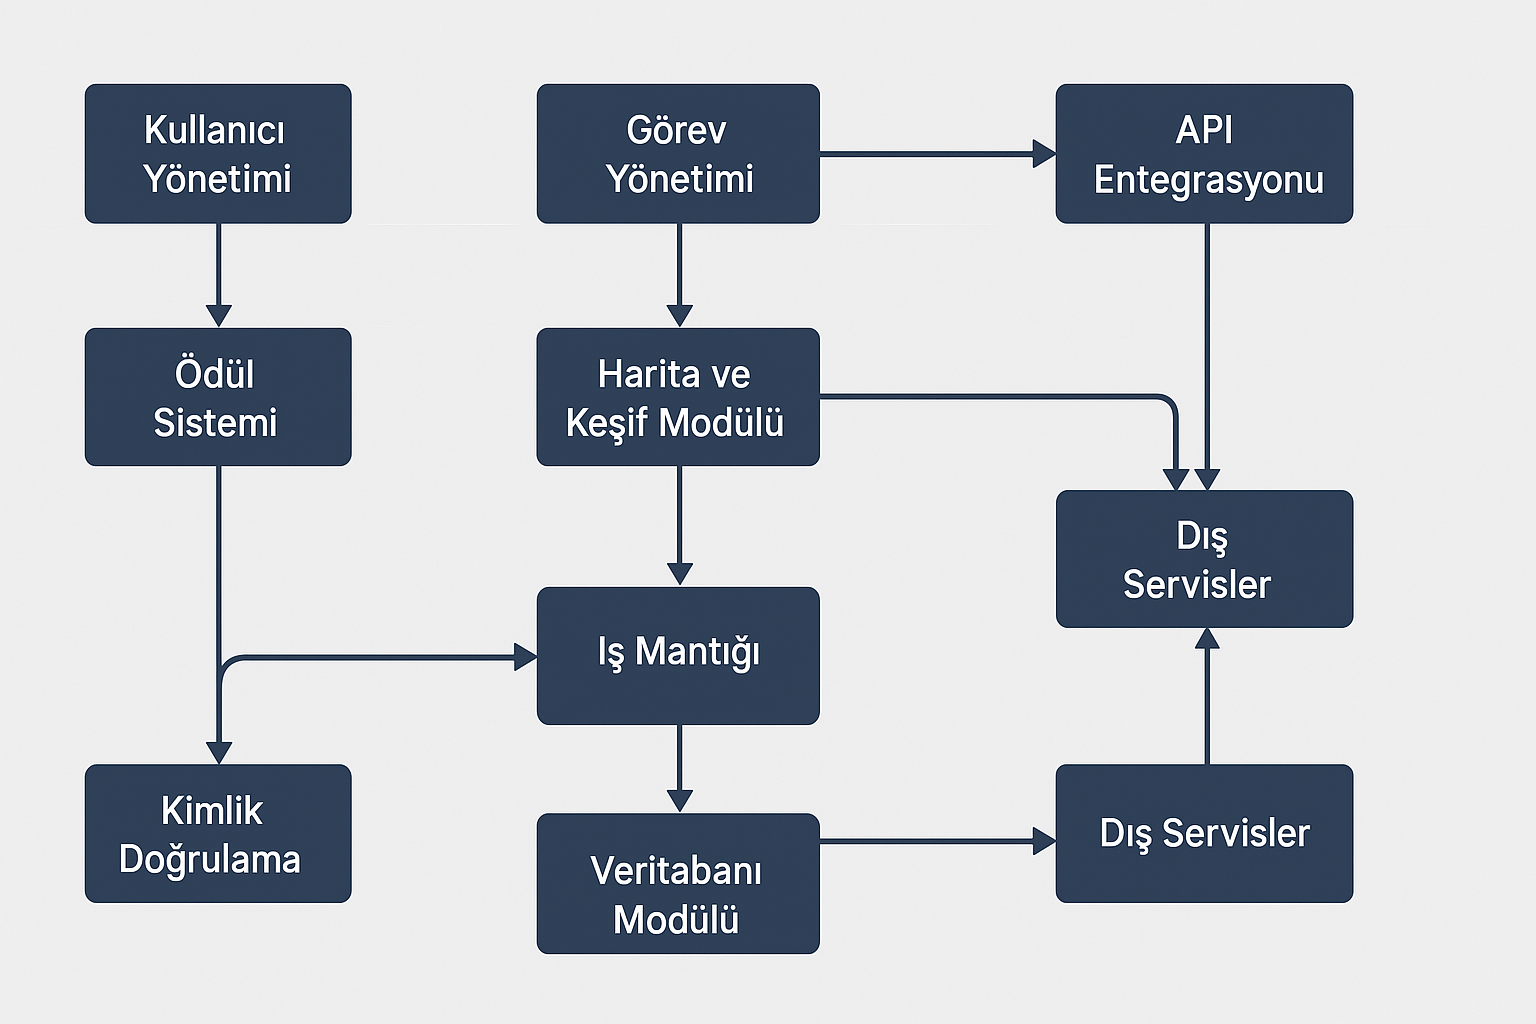 Kullanıcı
Yönetimi
Görev
Yönetimi
API
Entegrasyonu
Ödül
Sistemi
Harita ve
Keşif Modülü
Dış
Servisler
Iş Mantığı
Kimlik
Doğrulama
Veritabanı
Modülü
Dış Servisler